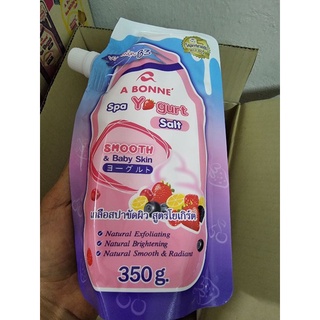 A BONNE'
Spa Yogurt
Salt
SMOOTH
& Baby Skin
ヨーグルト
เกลือสปาขัดผิว สูตรโยเกิร์ต
Natural Exfoliating
Natural Brightening
Natural Smooth & Radiant
350 g.